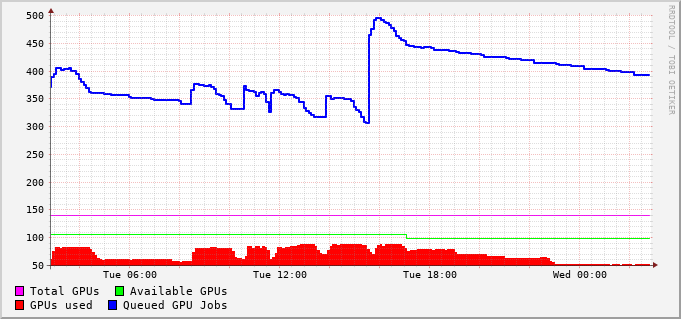 500
450
400
350
300
250
200
150
100
50
Tue 06:00 Tue 12:00 Tue 18:00 Wed 00:00
Total GPUs Available GPUs
GPUs used Queued GPU Jobs
RRDTOOL / TOBI OETIKER